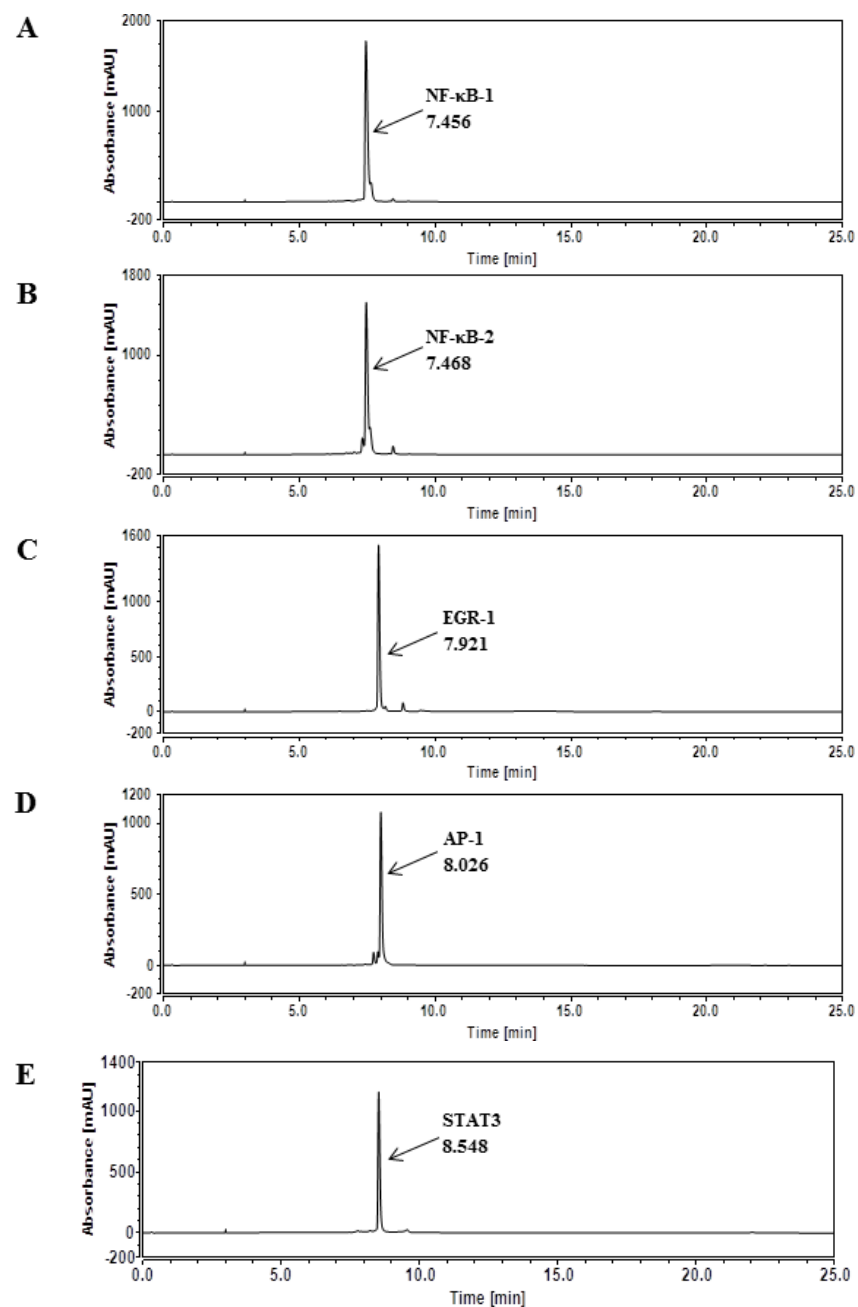 A
Absorbance [mAU]
2000
1000
-200
NF-κB-1
7.456
0.0 5.0 10.0 15.0 20.0 25.0
Time [min]
B
Absorbance [mAU]
1800
1000
-200
NF-κB-2
7.468
0.0 5.0 10.0 15.0 20.0 25.0
Time [min]
C
Absorbance [mAU]
1600
1000
500
0
-200
EGR-1
7.921
0.0 5.0 10.0 15.0 20.0 25.0
Time [min]
D
Absorbance [mAU]
1200
1000
500
0
-200
AP-1
8.026
0.0 5.0 10.0 15.0 20.0 25.0
Time [min]
E
Absorbance [mAU]
1400
1000
500
0
-200
STAT3
8.548
0.0 5.0 10.0 15.0 20.0 25.0
Time [min]